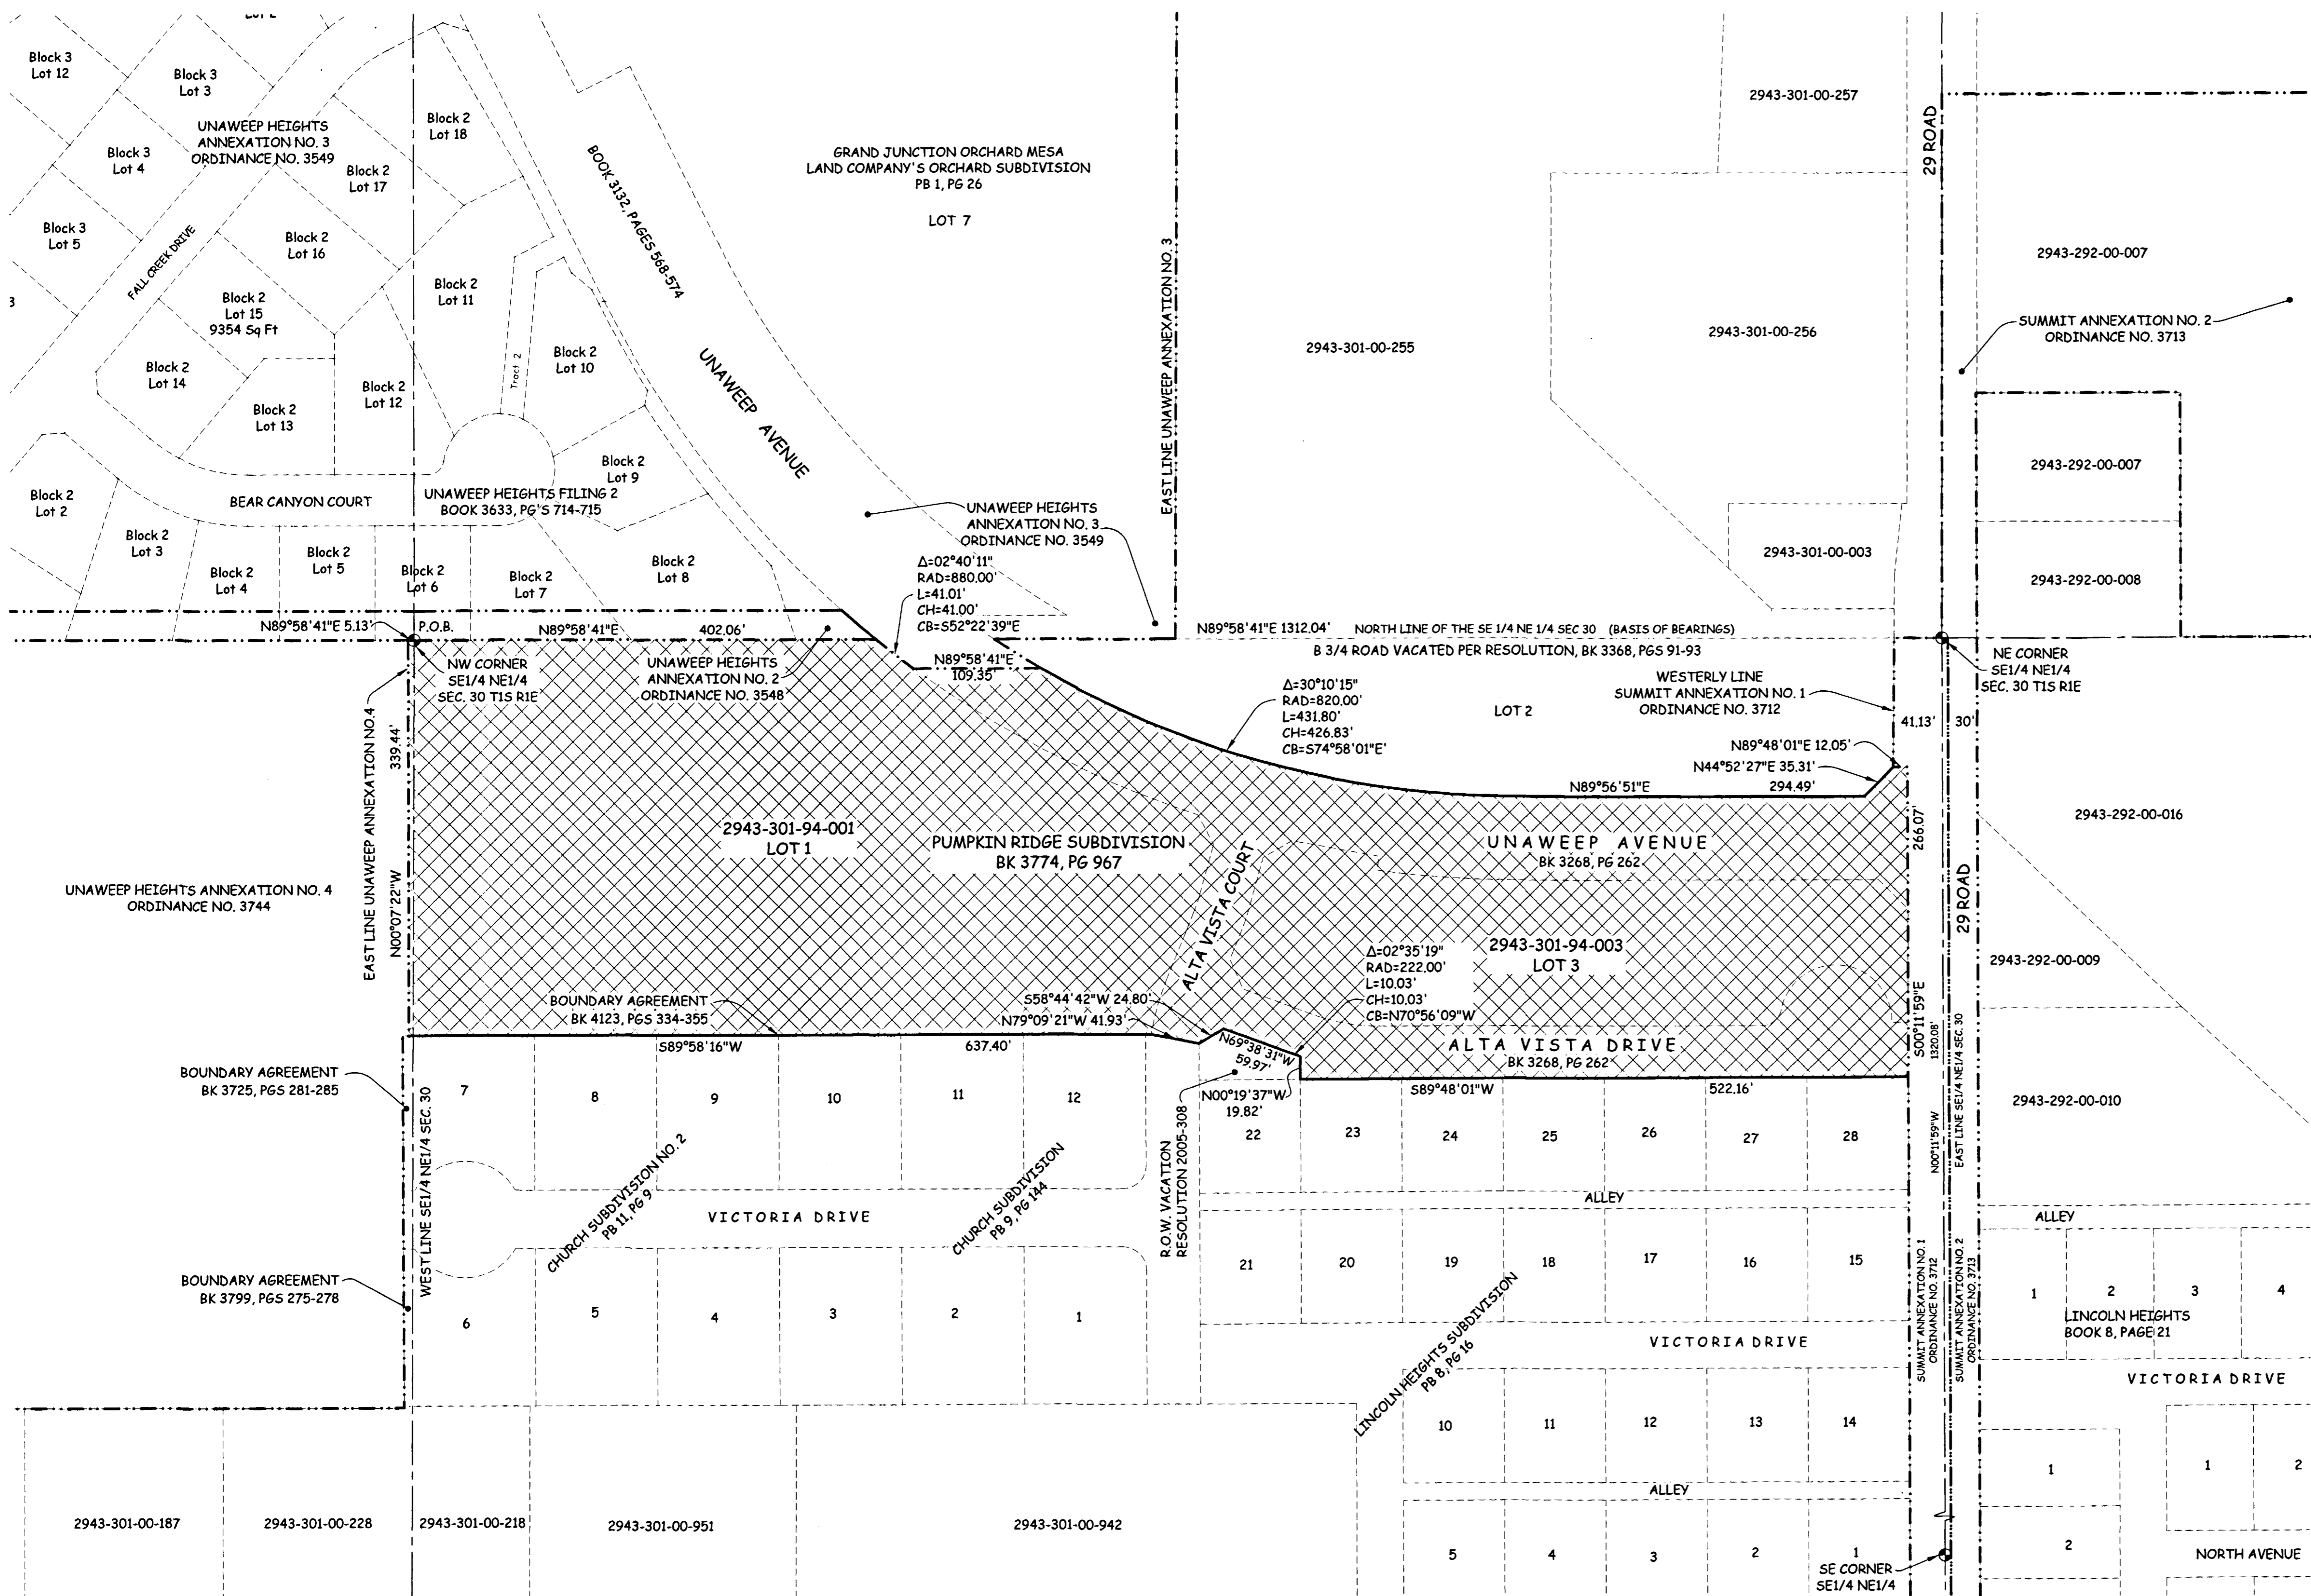 Block 3
Lot 12
Block 3
Lot 3
UNAWEEP HEIGHTS
ANNEXATION NO. 3
ORDINANCE NO. 3549
Block 2
Lot 18
Block 3
Lot 4
Block 2
Lot 17
Block 3
Lot 5
Block 2
Lot 16
FALL CREEK DRIVE
3
Block 2
Lot 15
9354 Sq Ft
Block 2
Lot 11
Block 2
Lot 14
Block 2
Lot 13
Block 2
Lot 12
Tract 2
Block 2
Lot 10
Block 2
Lot 9
Block 2
Lot 2
BEAR CANYON COURT
UNAWEEP HEIGHTS FILING 2
BOOK 3633, PG'S 714-715
Block 2
Lot 3
Block 2
Lot 4
Block 2
Lot 5
Block 2
Lot 6
Block 2
Lot 7
Block 2
Lot 8
BOOK 3132, PAGES 568-574
UNAWEEP AVENUE
GRAND JUNCTION ORCHARD MESA
LAND COMPANY'S ORCHARD SUBDIVISION
PB 1, PG 26
LOT 7
EAST LINE UNAWEEP ANNEXATION NO. 3
UNAWEEP HEIGHTS
ANNEXATION NO. 3
ORDINANCE NO. 3549
2943-301-00-257
2943-301-00-256
2943-301-00-255
2943-301-00-003
29 ROAD
2943-292-00-007
SUMMIT ANNEXATION NO. 2
ORDINANCE NO. 3713
2943-292-00-007
2943-292-00-008
Δ=02°40'11"
RAD=880.00'
L=41.01'
CH=41.00'
CB=S52°22'39"E
N89°58'41"E 5.13'
P.O.B.
N89°58'41"E 402.06'
N89°58'41"E 1312.04' NORTH LINE OF THE SE 1/4 NE 1/4 SEC 30 (BASIS OF BEARINGS)
B 3/4 ROAD VACATED PER RESOLUTION, BK 3368, PGS 91-93
NW CORNER
SE1/4 NE1/4
SEC. 30 T1S R1E
UNAWEEP HEIGHTS
ANNEXATION NO. 2
ORDINANCE NO. 3548
N89°58'41"E
109.35'
NE CORNER
SE1/4 NE1/4
SEC. 30 T1S R1E
Δ=30°10'15"
RAD=820.00'
L=431.80'
CH=426.83'
CB=S74°58'01"E'
LOT 2
WESTERLY LINE
SUMMIT ANNEXATION NO. 1
ORDINANCE NO. 3712
41.13'
30'
N89°48'01"E 12.05'
N44°52'27"E 35.31'
N89°56'51"E 294.49'
EAST LINE UNAWEEP ANNEXATION NO.4
N00°07'22"W 339.44'
2943-301-94-001
LOT 1
PUMPKIN RIDGE SUBDIVISION
BK 3774, PG 967
UNAWEEP AVENUE
BK 3268, PG 262
266.07'
2943-292-00-016
UNAWEEP HEIGHTS ANNEXATION NO. 4
ORDINANCE NO. 3744
ALTA VISTA COURT
29 ROAD
Δ=02°35'19"
RAD=222.00'
L=10.03'
CH=10.03'
CB=N70°56'09"W
2943-301-94-003
LOT 3
2943-292-00-009
BOUNDARY AGREEMENT
BK 4123, PGS 334-355
S58°44'42"W 24.80'
N79°09'21"W 41.93'
S89°58'16"W 637.40'
N69°38'31"W
59.97'
ALTA VISTA DRIVE
BK 3268, PG 262
S00°11'59"E
1320.08'
N00°11'59"W
EAST LINE SE1/4 NE1/4 SEC. 30
BOUNDARY AGREEMENT
BK 3725, PGS 281-285
N00°19'37"W
19.82'
S89°48'01"W 522.16'
2943-292-00-010
7
8
9
10
11
12
22
23
24
25
26
27
28
WEST LINE SE1/4 NE1/4 SEC. 30
CHURCH SUBDIVISION NO. 2
PB 11, PG 9
CHURCH SUBDIVISION
PB 9, PG 144
R.O.W. VACATION
RESOLUTION 2005-308
ALLEY
VICTORIA DRIVE
ALLEY
21
20
19
18
17
16
15
SUMMIT ANNEXATION NO.1
ORDINANCE NO. 3712
SUMMIT ANNEXATION NO.2
ORDINANCE NO. 3713
BOUNDARY AGREEMENT
BK 3799, PGS 275-278
6
5
4
3
2
1
1
2
3
4
LINCOLN HEIGHTS
BOOK 8, PAGE 21
LINCOLN HEIGHTS SUBDIVISION
PB 8, PG 16
VICTORIA DRIVE
VICTORIA DRIVE
10
11
12
13
14
1
1
2
ALLEY
2943-301-00-187
2943-301-00-228
2943-301-00-218
2943-301-00-951
2943-301-00-942
5
4
3
2
1
2
NORTH AVENUE
SE CORNER
SE1/4 NE1/4